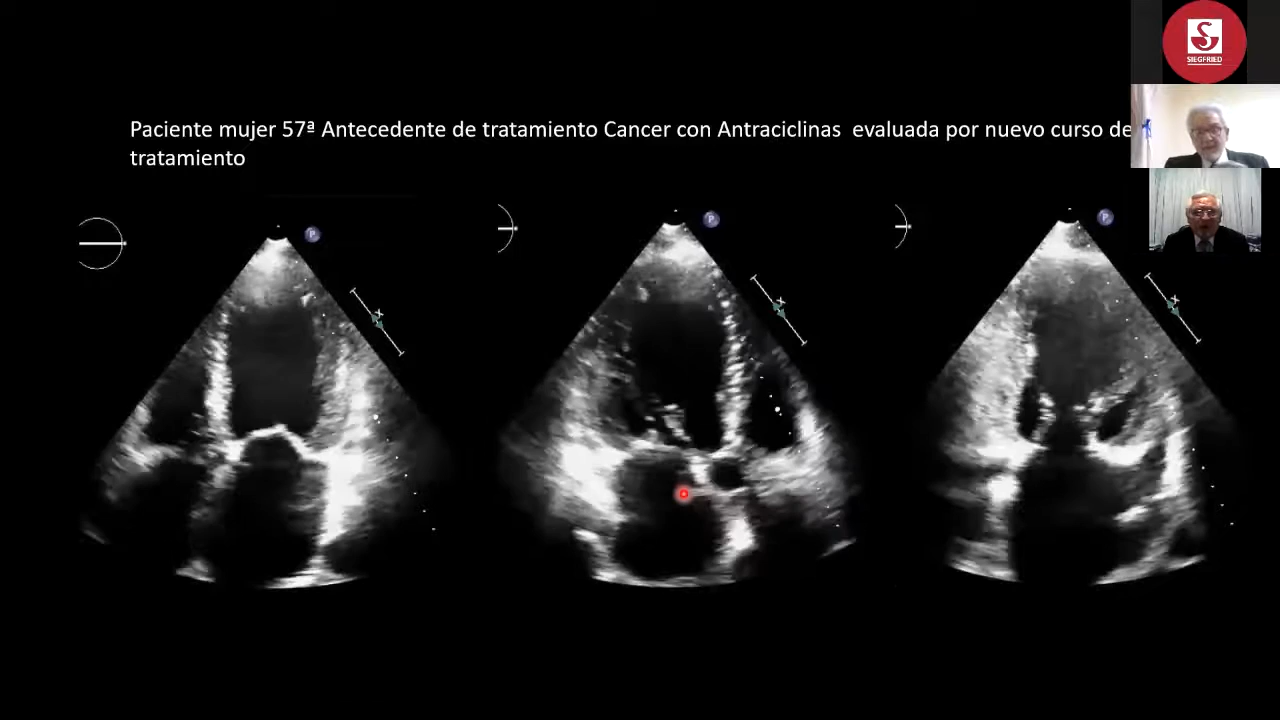 SIEGFRIED
Paciente mujer 57ª Antecedente de tratamiento Cancer con Antraciclinas evaluada por nuevo curso de
tratamiento
P
P
P